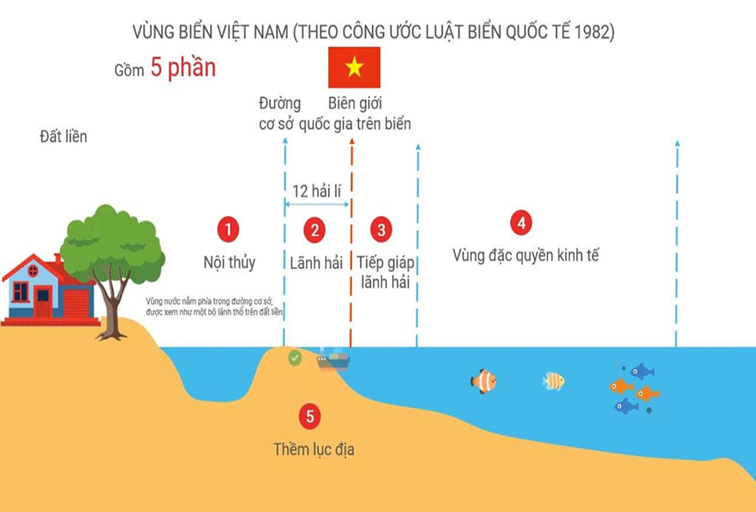 VÙNG BIỂN VIỆT NAM (THEO CÔNG ƯỚC LUẬT BIỂN QUỐC TẾ 1982)
Gồm 5 phần
Đường
cơ sở
Biên giới
quốc gia trên biển
Đất liền
12 hải lí
1
Nội thủy
Vùng nước nằm phía trong đường cơ sở,
được xem như một bộ lãnh thổ trên đất liền
2
Lãnh hải
3
Tiếp giáp
lãnh hải
4
Vùng đặc quyền kinh tế
5
Thềm lục địa